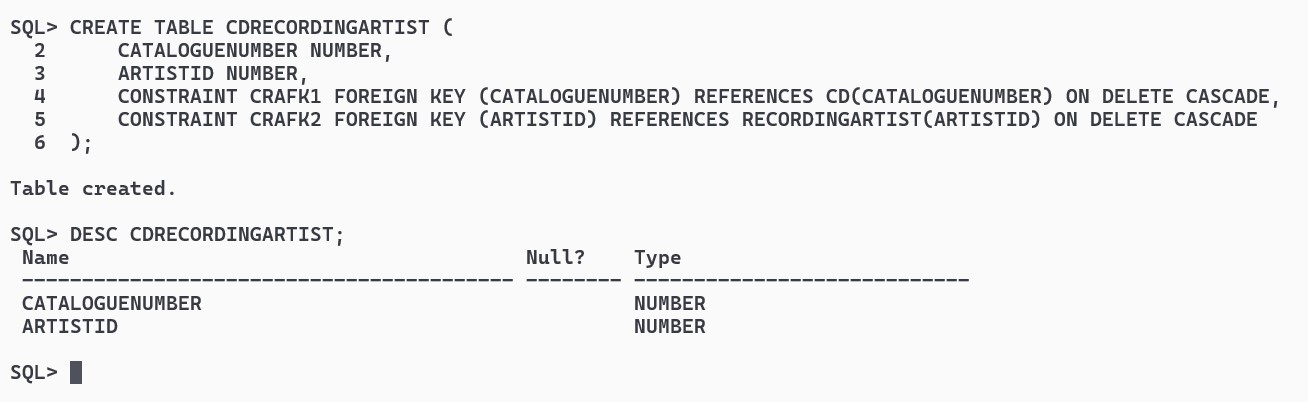 SQL> CREATE TABLE CDRECORDINGARTIST (
  2      CATALOGUENUMBER NUMBER,
  3      ARTISTID NUMBER,
  4      CONSTRAINT CRAFK1 FOREIGN KEY (CATALOGUENUMBER) REFERENCES CD(CATALOGUENUMBER) ON DELETE CASCADE,
  5      CONSTRAINT CRAFK2 FOREIGN KEY (ARTISTID) REFERENCES RECORDINGARTIST(ARTISTID) ON DELETE CASCADE
  6  );
Table created.
SQL> DESC CDRECORDINGARTIST;
 Name                                      Null?    Type
 ----------------------------------------- -------- ----------------------------
 CATALOGUENUMBER                                    NUMBER
 ARTISTID                                           NUMBER
SQL>